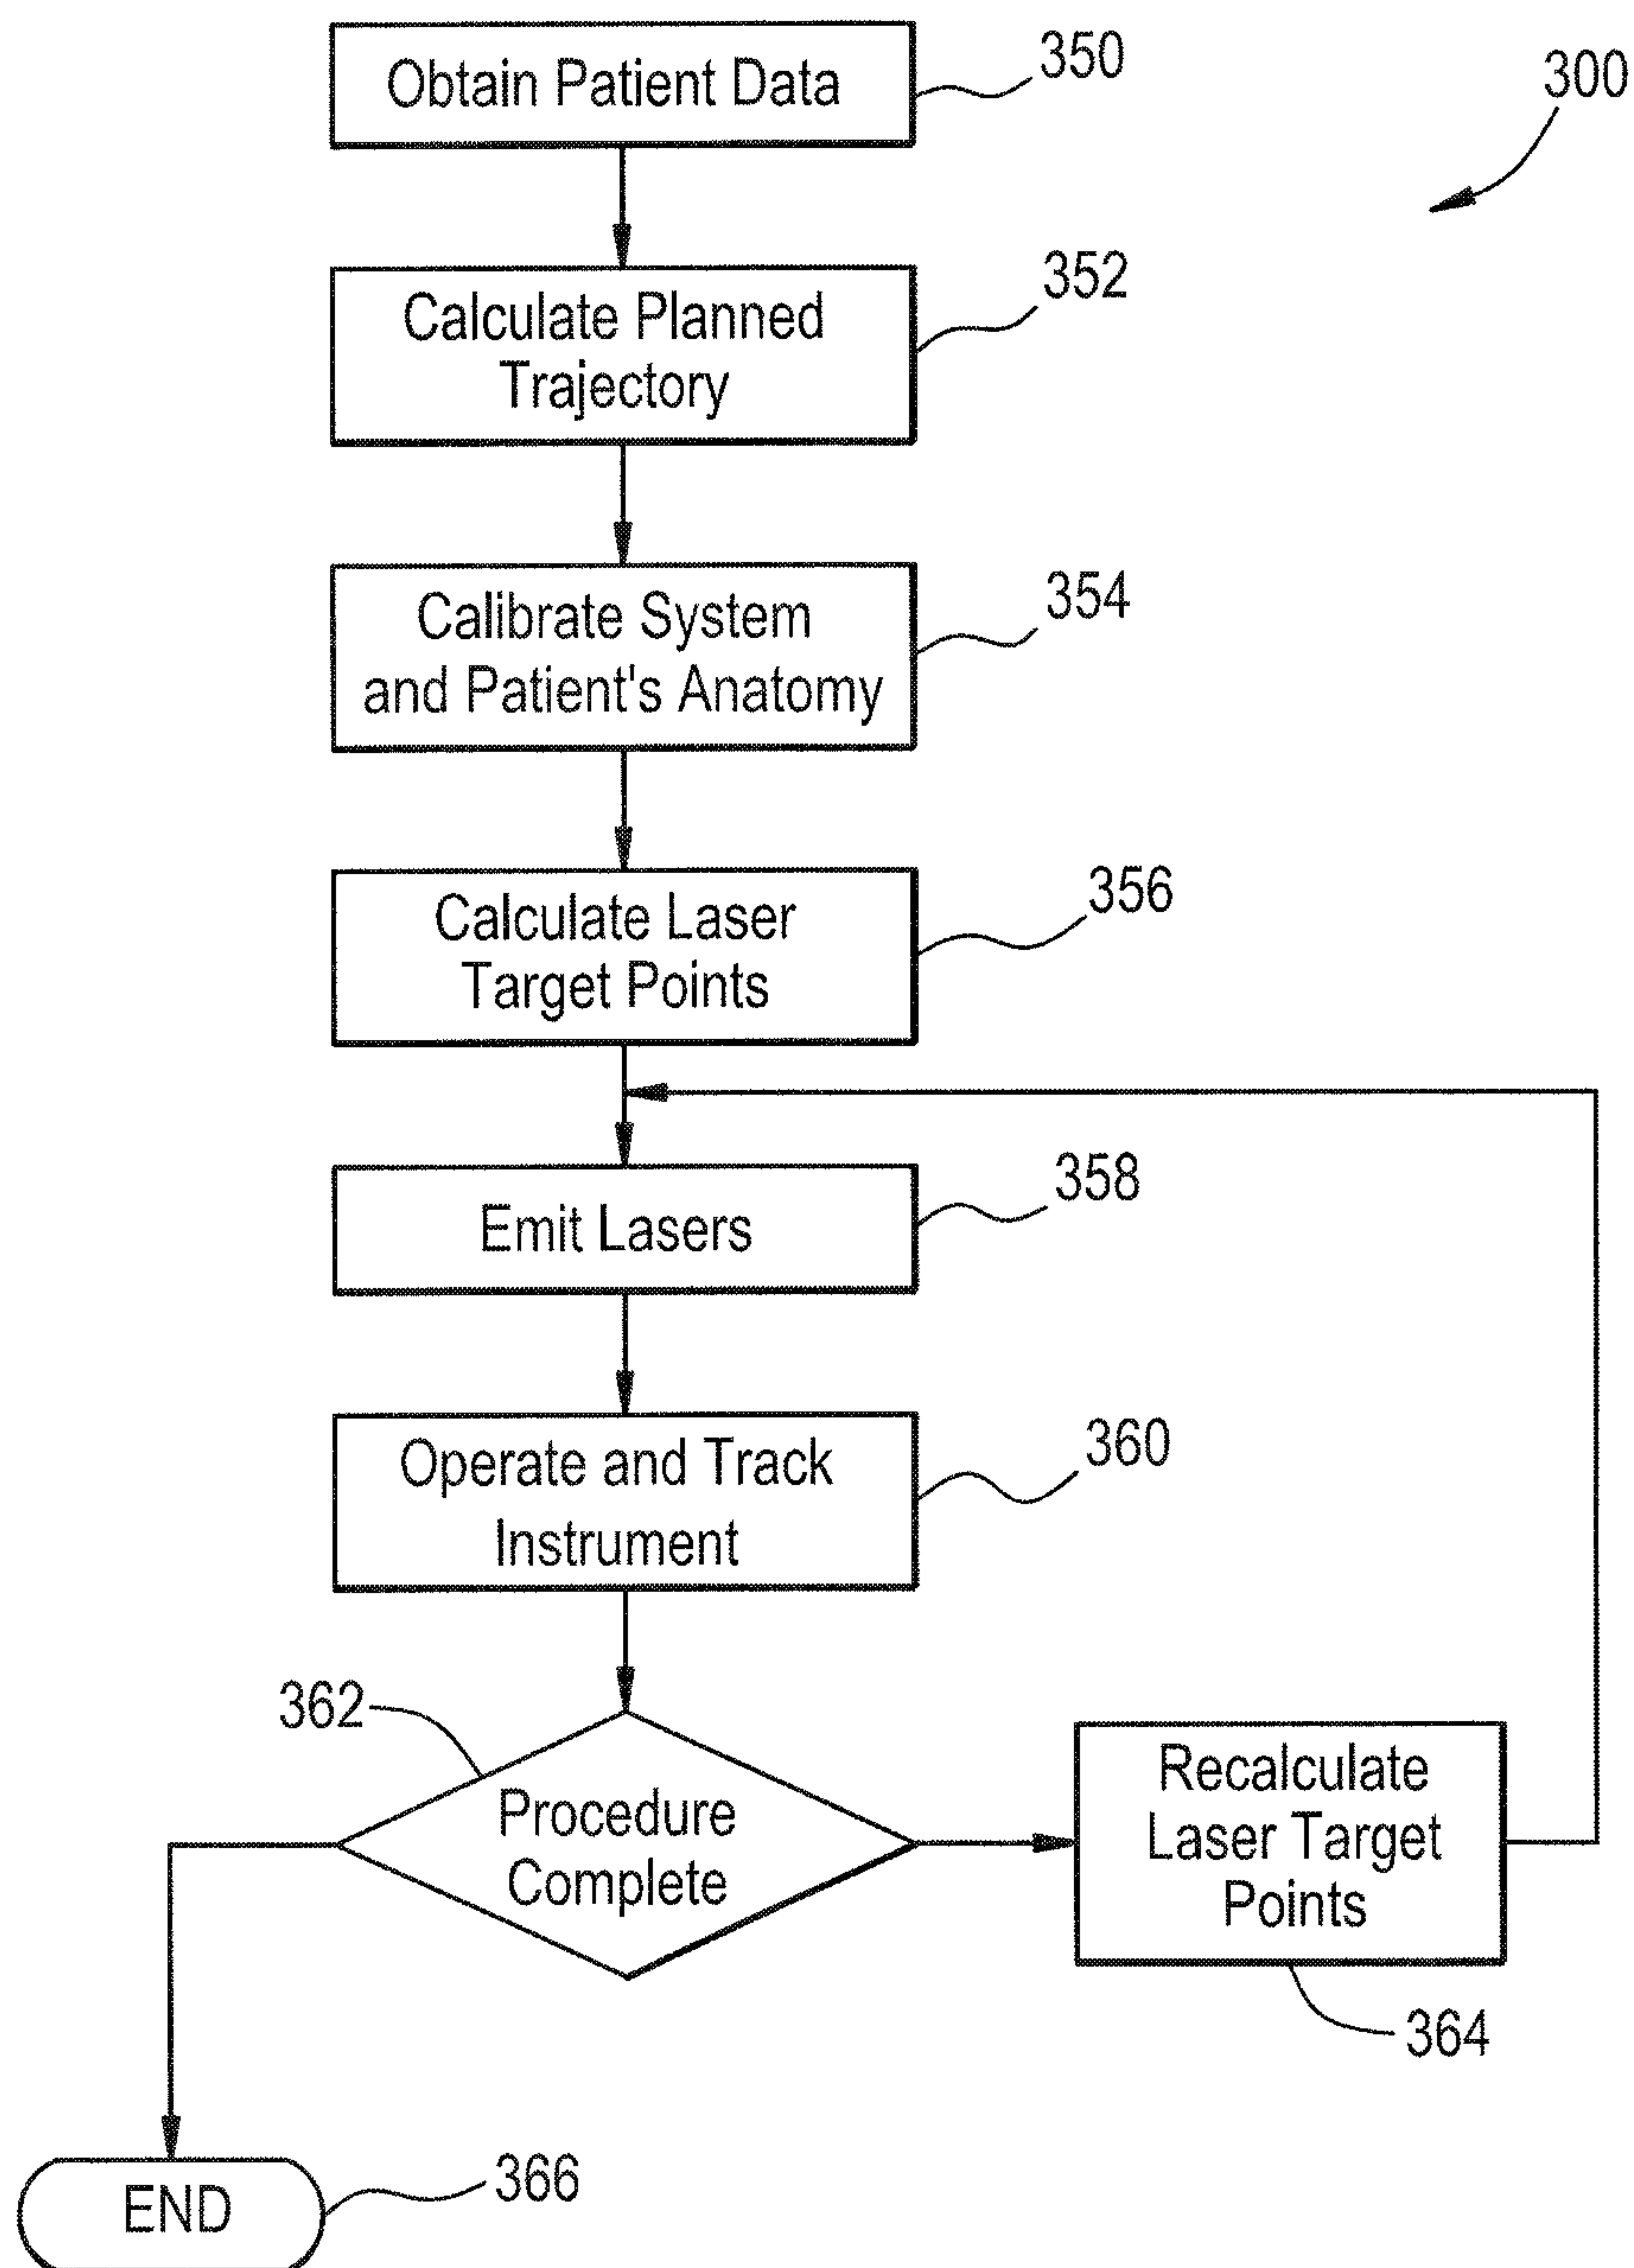 Obtain Patient Data
350
300
Calculate Planned
Trajectory
352
Calibrate System
and Patient's Anatomy
354
Calculate Laser
Target Points
356
Emit Lasers
358
Operate and Track
Instrument
360
362
Procedure
Complete
Recalculate
Laser Target
Points
364
END
366